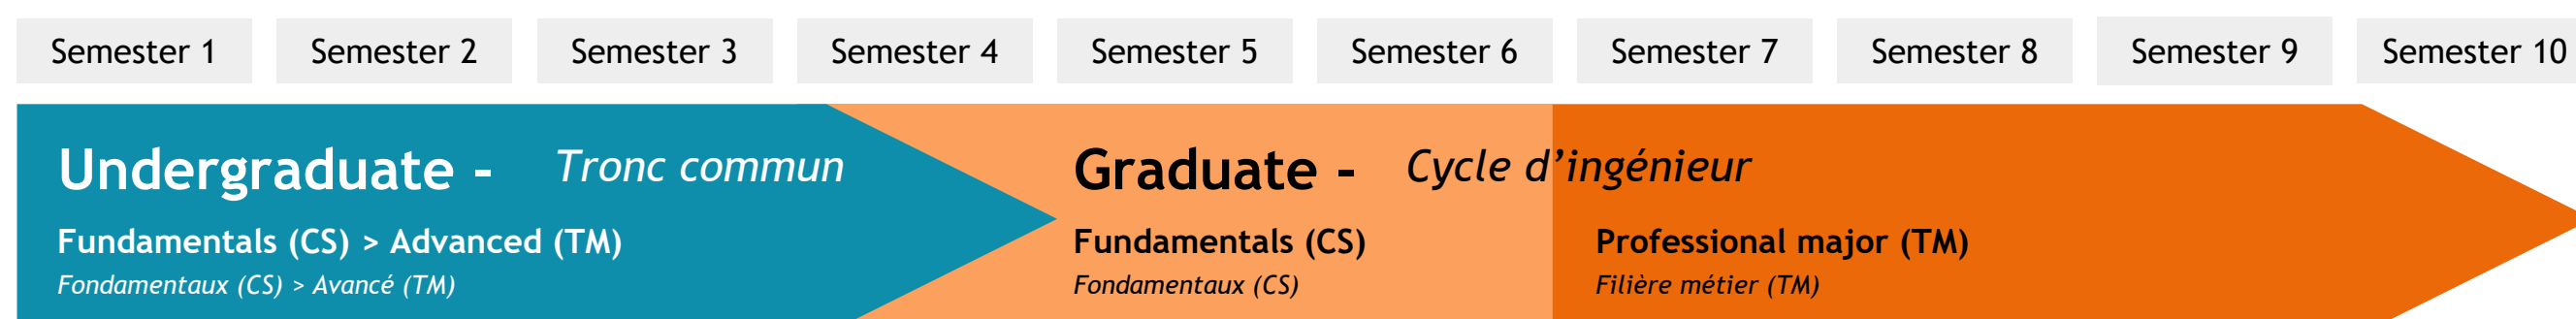 Semester 1 Semester 2 Semester 3 Semester 4 Semester 5 Semester 6 Semester 7 Semester 8 Semester 9 Semester 10
Undergraduate - Tronc commun
Fundamentals (CS) > Advanced (TM)
Fondamentaux (CS) > Avancé (TM)
Graduate - Cycle d’ingénieur
Fundamentals (CS)
Fondamentaux (CS)
Professional major (TM)
Filière métier (TM)